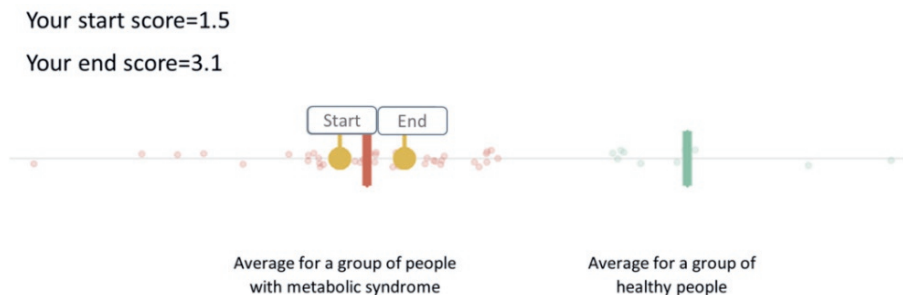 Your start score=1.5
Your end score=3.1
Start
End
Average for a group of people
with metabolic syndrome
Average for a group of
healthy people